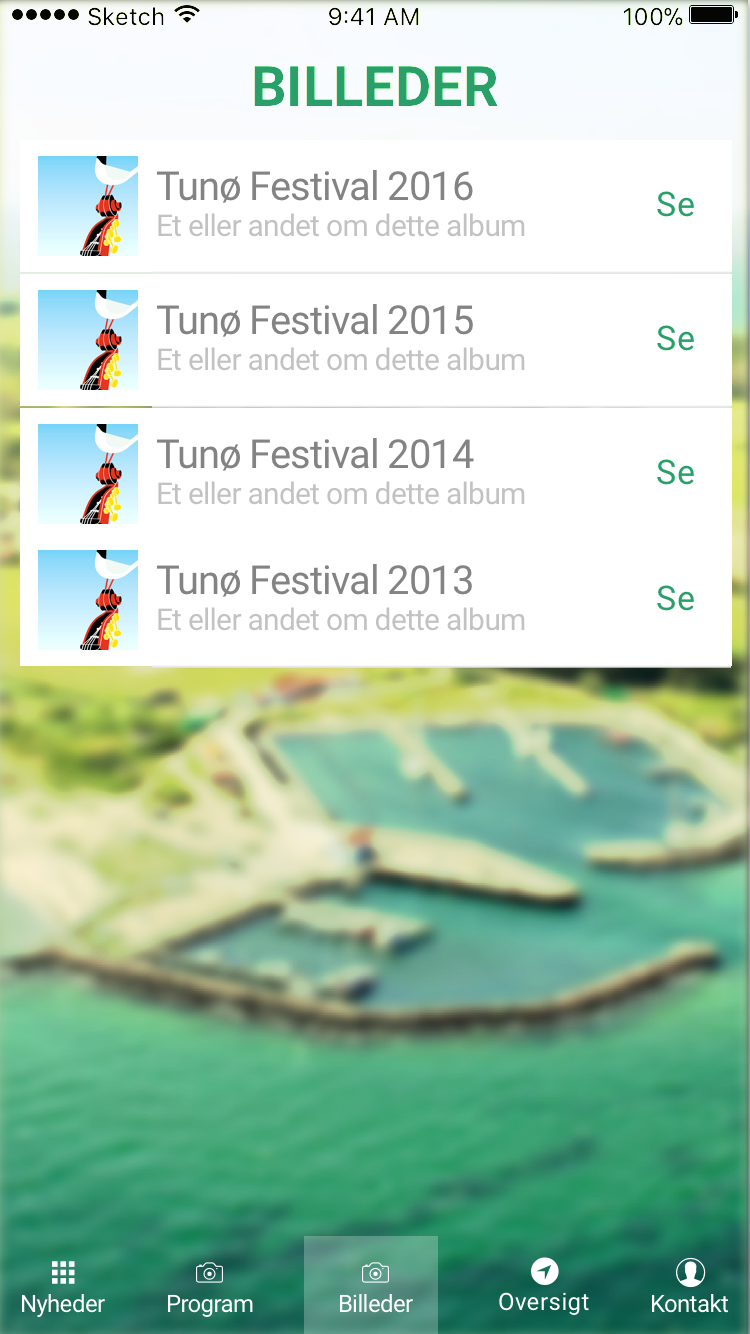 Sketch 9:41 AM 100%
BILLEDER
Tunø Festival 2016
Et eller andet om dette album
Se
Tunø Festival 2015
Et eller andet om dette album
Se
Tunø Festival 2014
Et eller andet om dette album
Se
Tunø Festival 2013
Et eller andet om dette album
Se
Nyheder Program Billeder Oversigt Kontakt